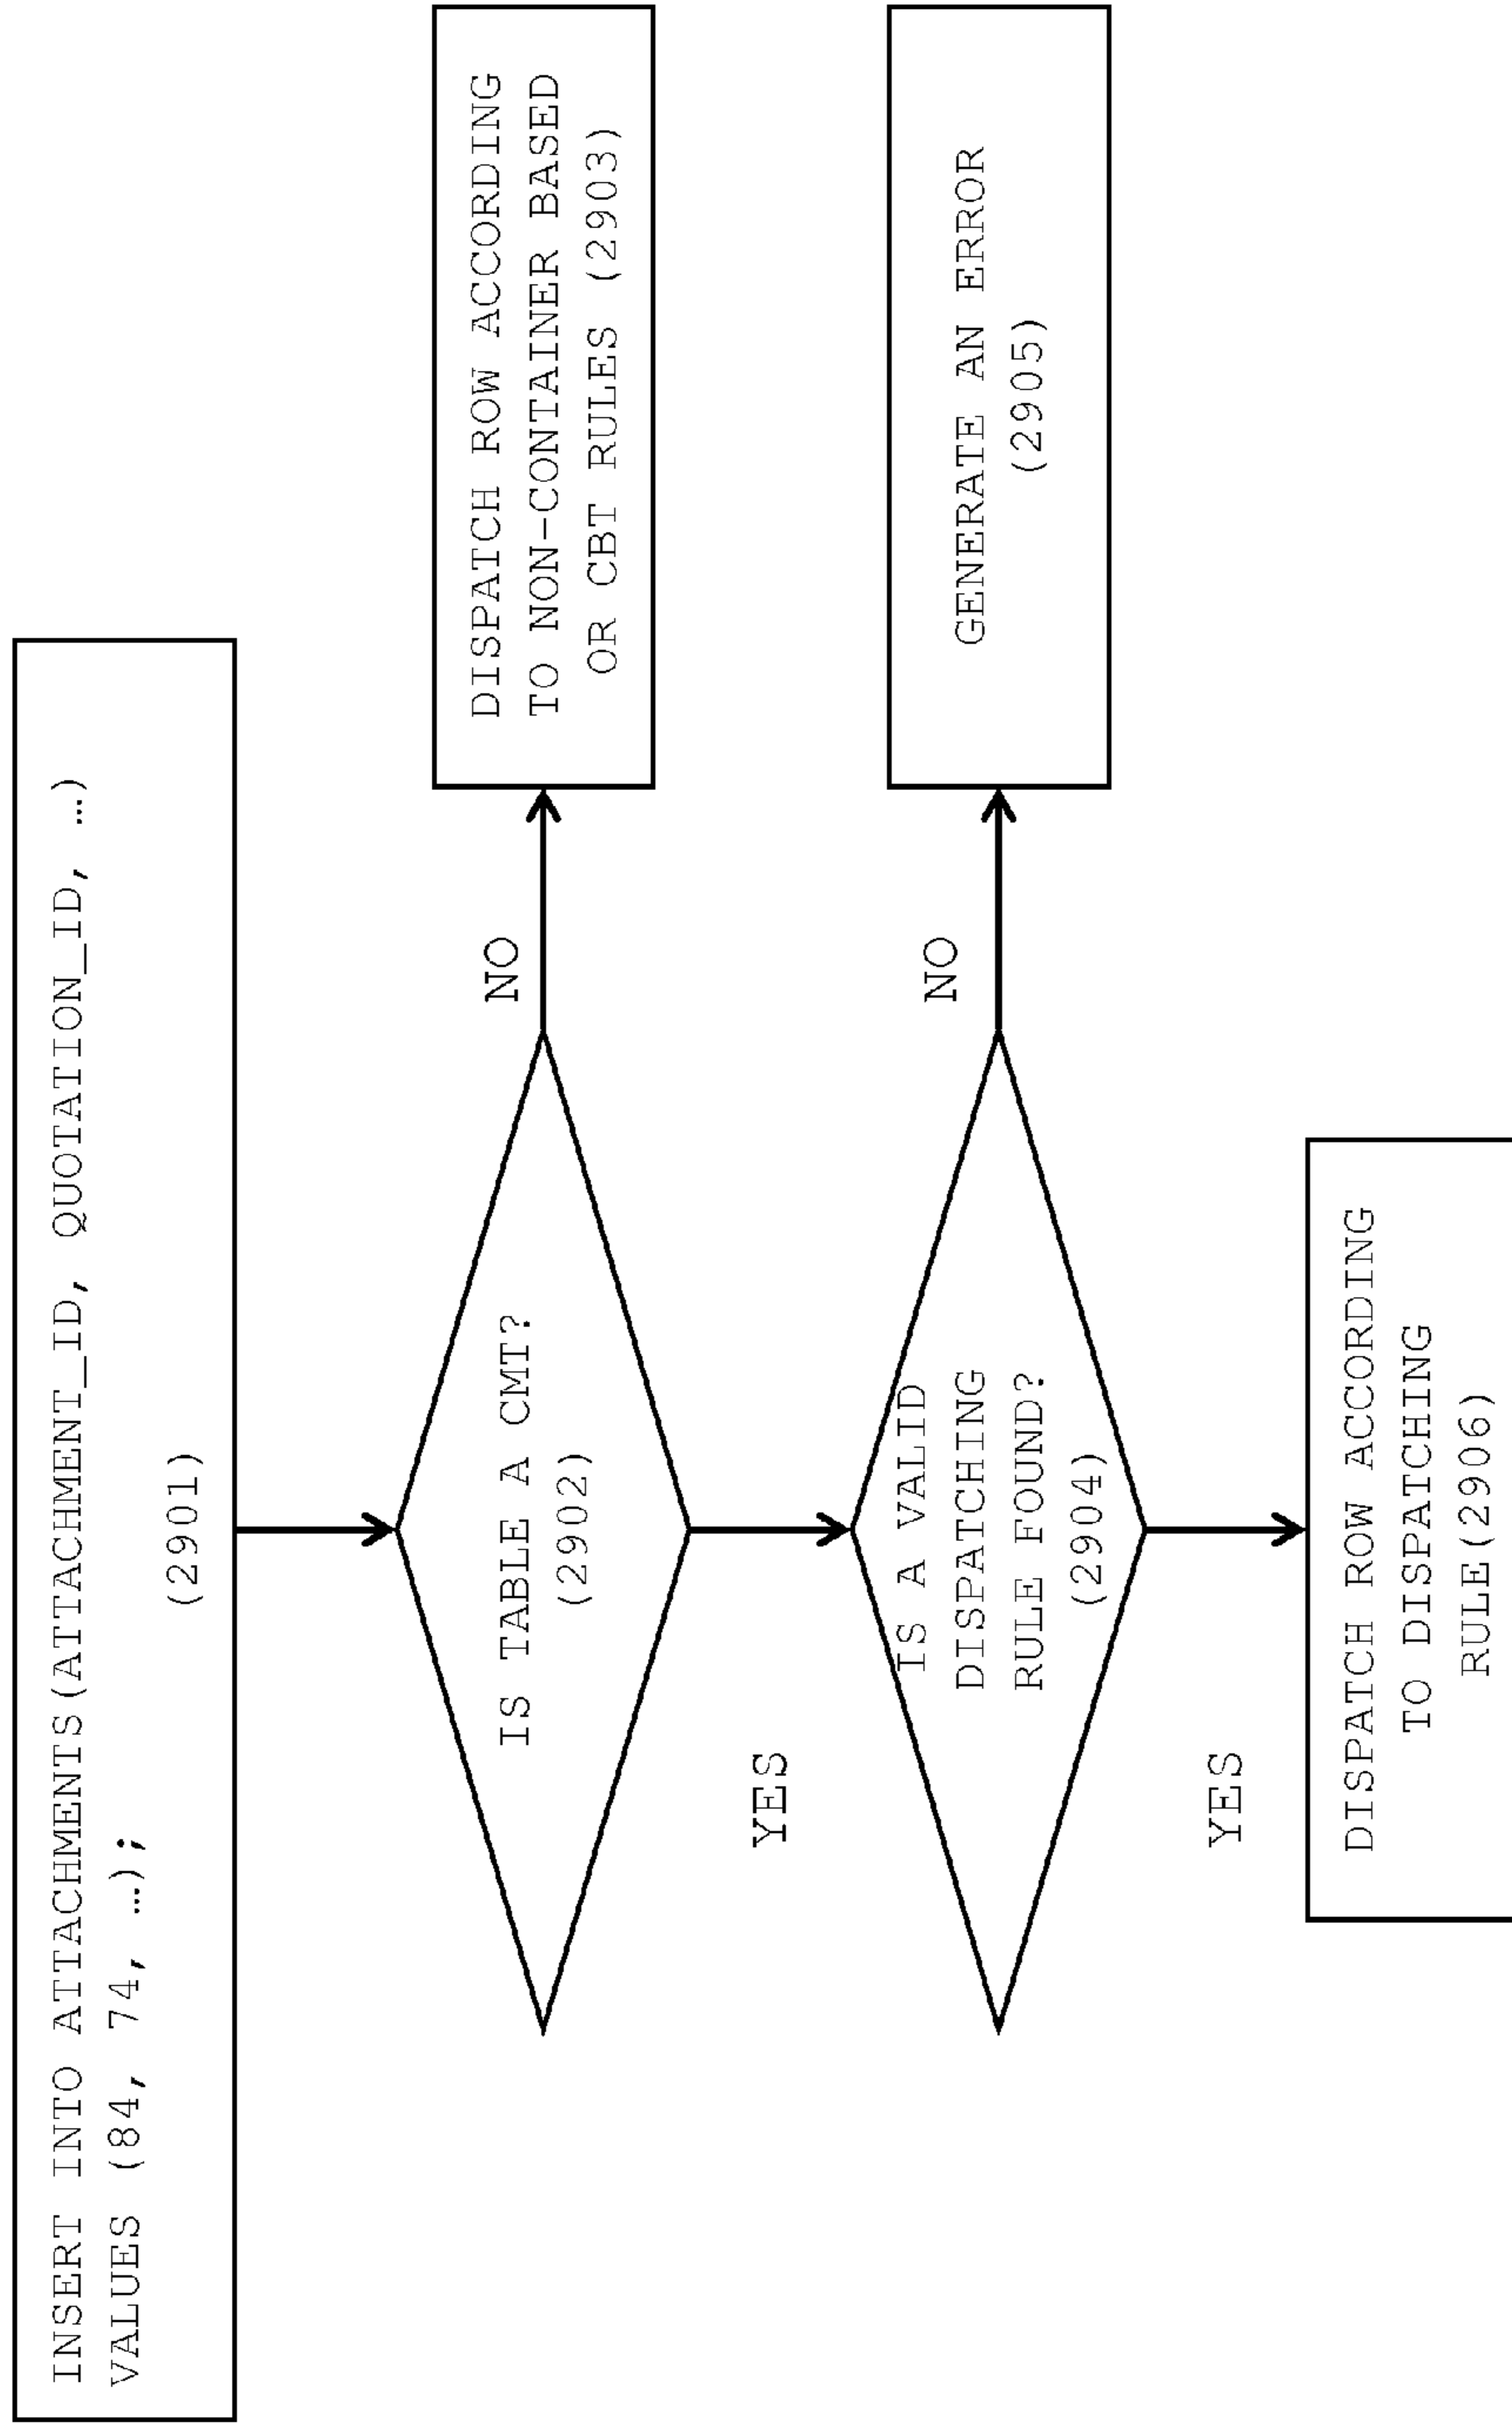 INSERT INTO ATTACHMENTS(ATTACHMENT_ID, QUOTATION_ID, …)
VALUES (84, 74, …);
(2901)
IS TABLE A CMT?
(2902)
NO
DISPATCH ROW ACCORDING
TO NON-CONTAINER BASED
OR CBT RULES (2903)
YES
IS A VALID
DISPATCHING
RULE FOUND?
(2904)
NO
GENERATE AN ERROR
(2905)
YES
DISPATCH ROW ACCORDING
TO DISPATCHING
RULE(2906)